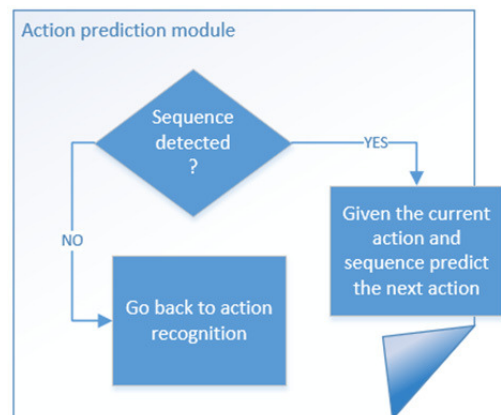 Action prediction module
Sequence
detected
?
YES
NO
Given the current
action and
sequence predict
the next action
Go back to action
recognition